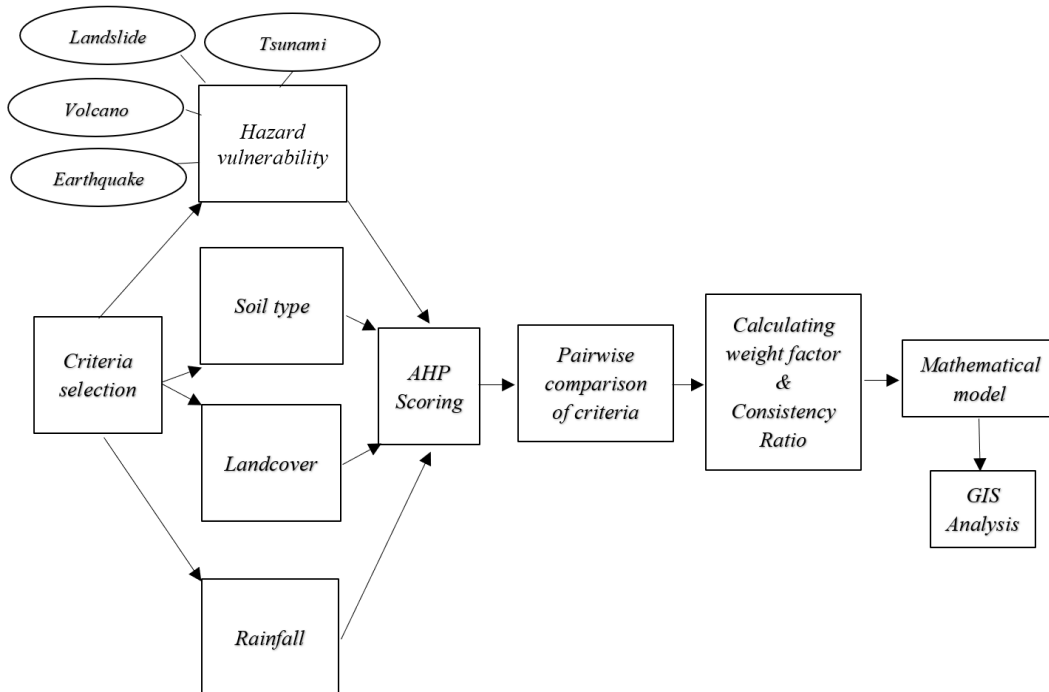 Landslide
Tsunami
Volcano
Earthquake
Hazard
vulnerability
Criteria
selection
Soil type
Landcover
Rainfall
AHP
Scoring
Pairwise
comparison
of criteria
Calculating
weight factor
&
Consistency
Ratio
Mathematical
model
GIS
Analysis